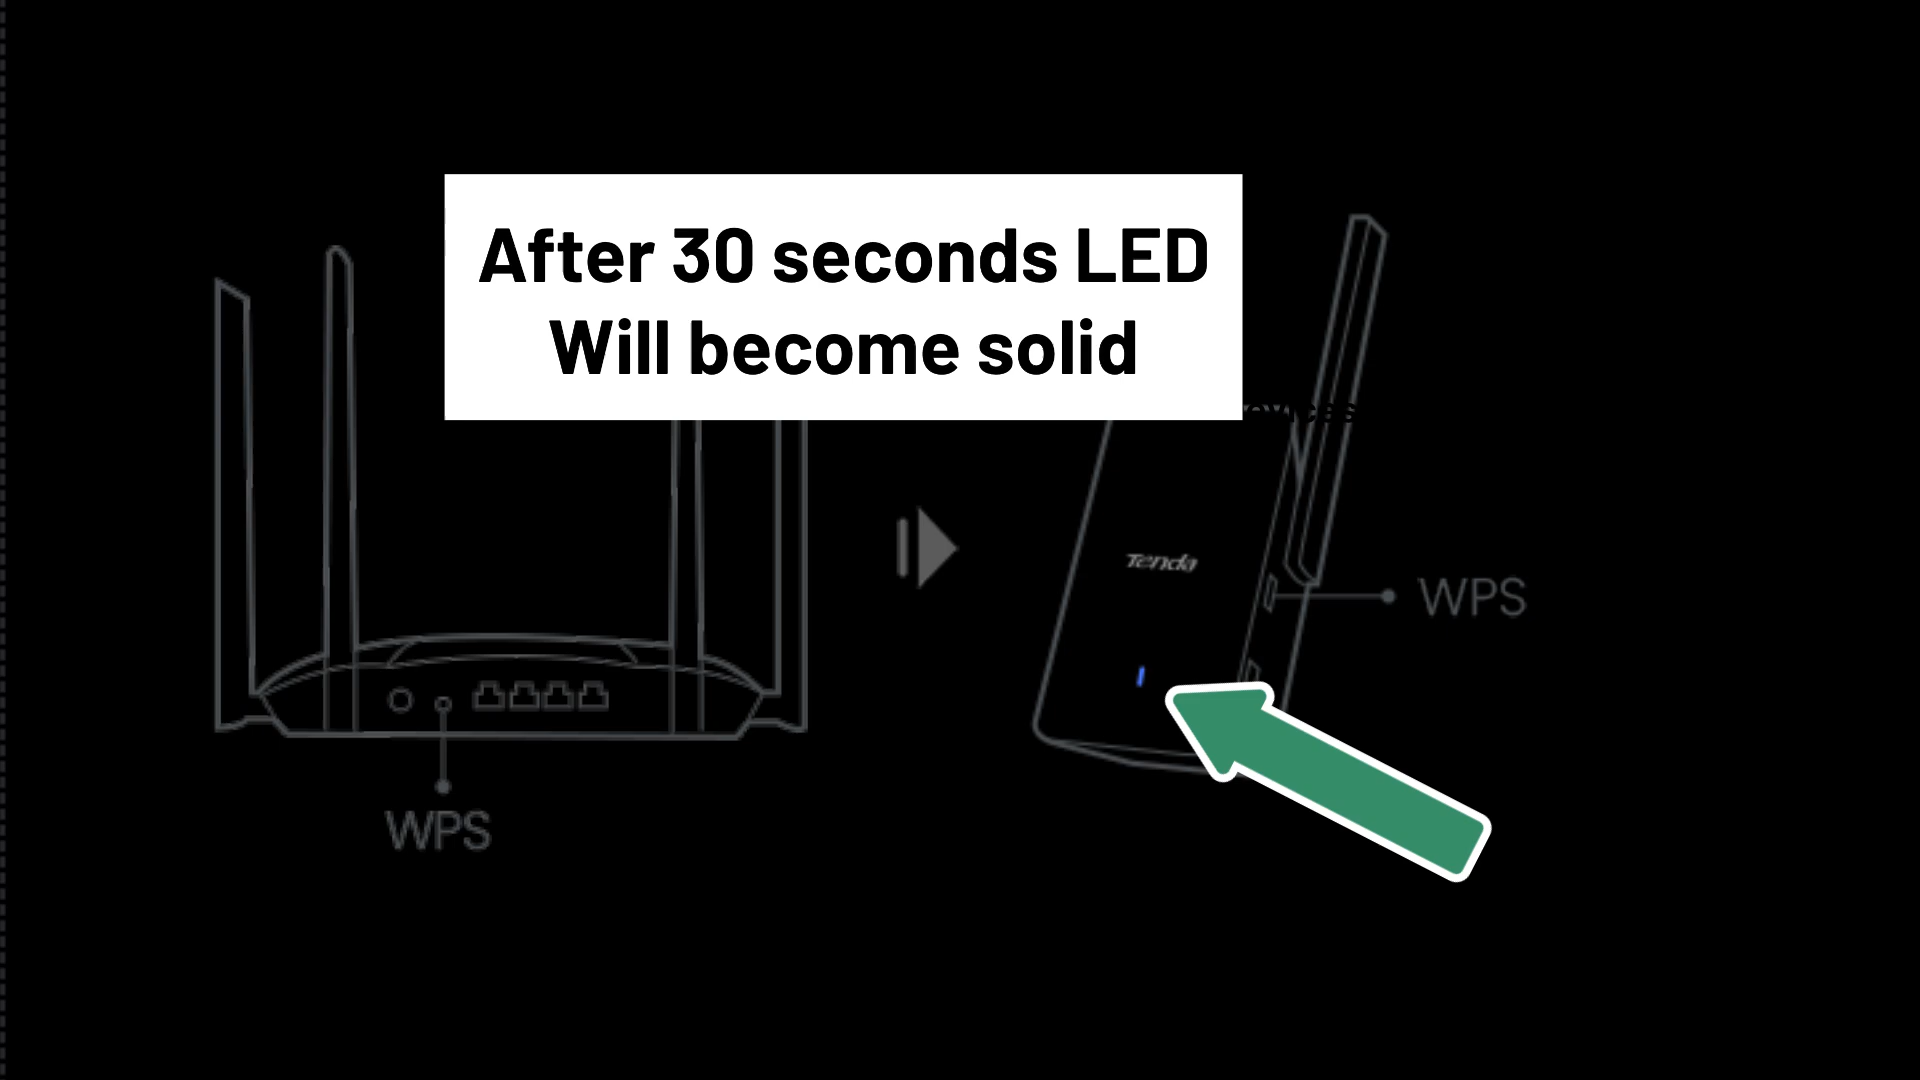 After 30 seconds LED
Will become solid
Tenda
WPS
WPS